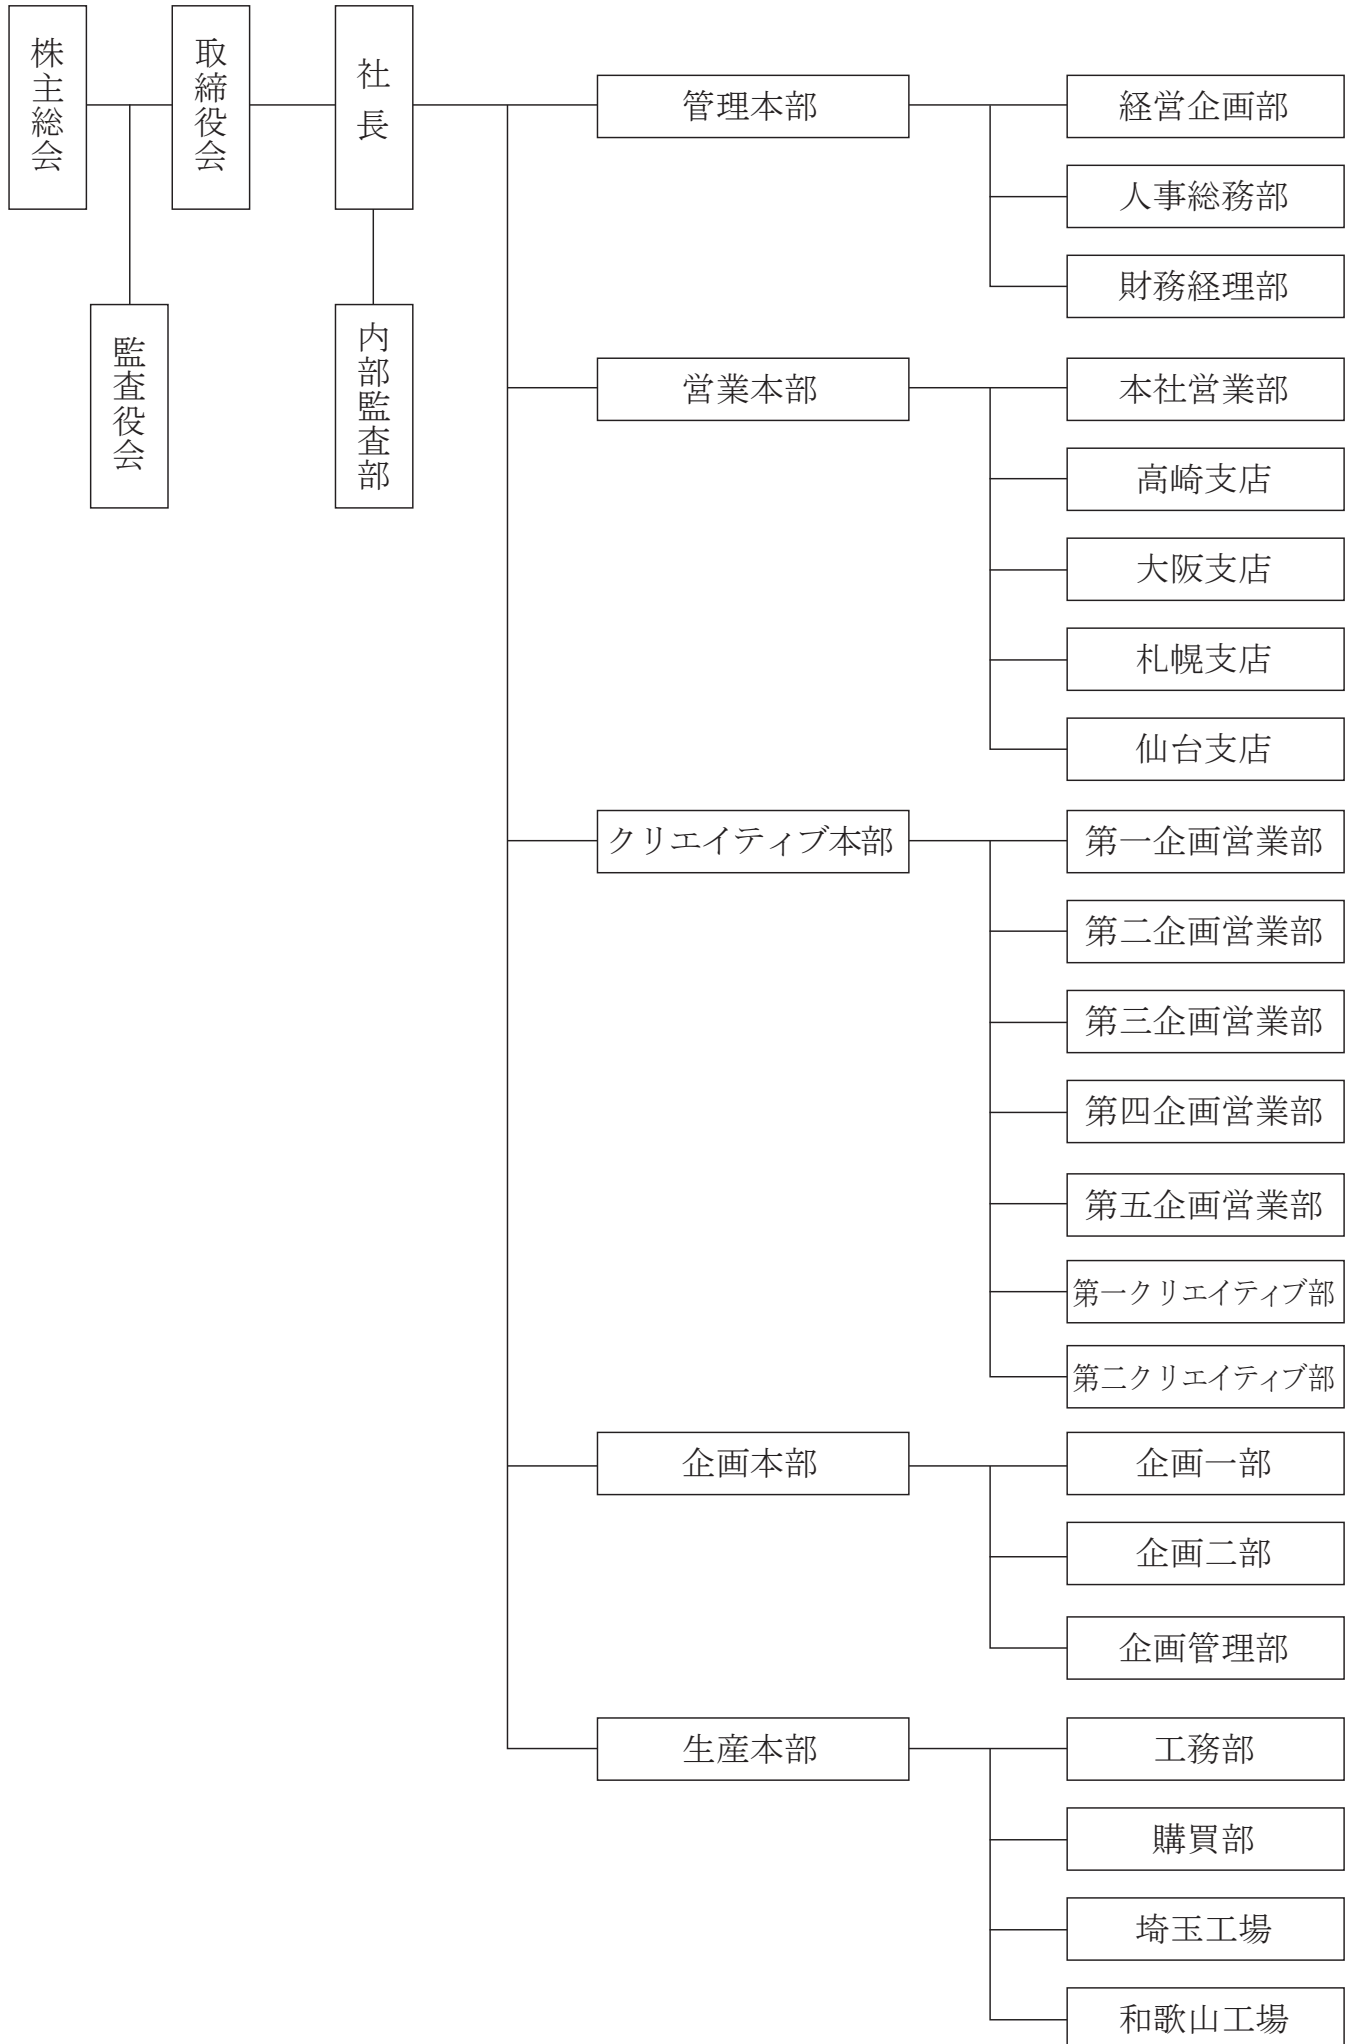 株主総会
取締役会
社長
監査役会
内部監査部
管理本部
経営企画部
人事総務部
財務経理部
営業本部
本社営業部
高崎支店
大阪支店
札幌支店
仙台支店
クリエイティブ本部
第一企画営業部
第二企画営業部
第三企画営業部
第四企画営業部
第五企画営業部
第一クリエイティブ部
第二クリエイティブ部
企画本部
企画一部
企画二部
企画管理部
生産本部
工務部
購買部
埼玉工場
和歌山工場